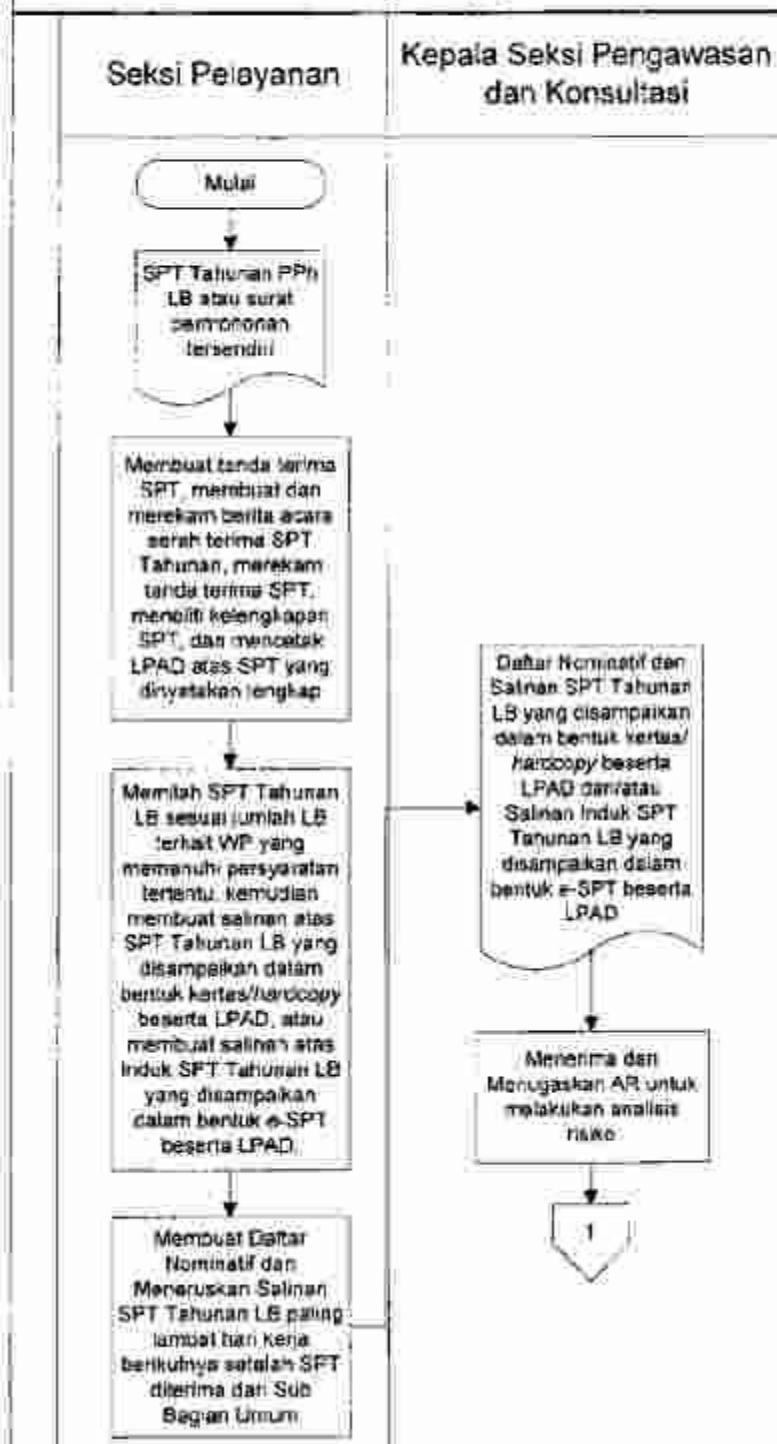 Seksi Pelayanan
Kepala Seksi Pengawasan
dan Konsultasi
Mulai
SPT Tahunan PPh
LB atau surat
permohonan
tersendiri
Membuat tanda terima
SPT, membuat dan
merekam berita acara
serah terima SPT
Tahunan, merekam
tanda terima SPT,
meneliti kelengkapan
SPT, dan mencetak
LPAD atas SPT yang
dinyatakan lengkap
Memilah SPT Tahunan
LB sesuai jumlah LB
terkait WP yang
memenuhi persyaratan
tertentu, kemudian
membuat salinan atas
SPT Tahunan LB yang
disampaikan dalam
bentuk kertas/hardcopy
beserta LPAD, atau
membuat salinan atas
Induk SPT Tahunan LB
yang disampaikan
dalam bentuk e-SPT
beserta LPAD.
Membuat Daftar
Nominatif dan
Meneruskan Salinan
SPT Tahunan LB paling
lambat hari kerja
berikutnya setelah SPT
diterima dari Sub
Bagian Umum
Daftar Nominatif dan
Salinan SPT Tahunan
LB yang disampaikan
dalam bentuk kertas/
hardcopy beserta
LPAD dan/atau
Salinan Induk SPT
Tahunan LB yang
disampaikan dalam
bentuk e-SPT beserta
LPAD
Menerima dan
Menugaskan AR untuk
melakukan analisis
risiko
1